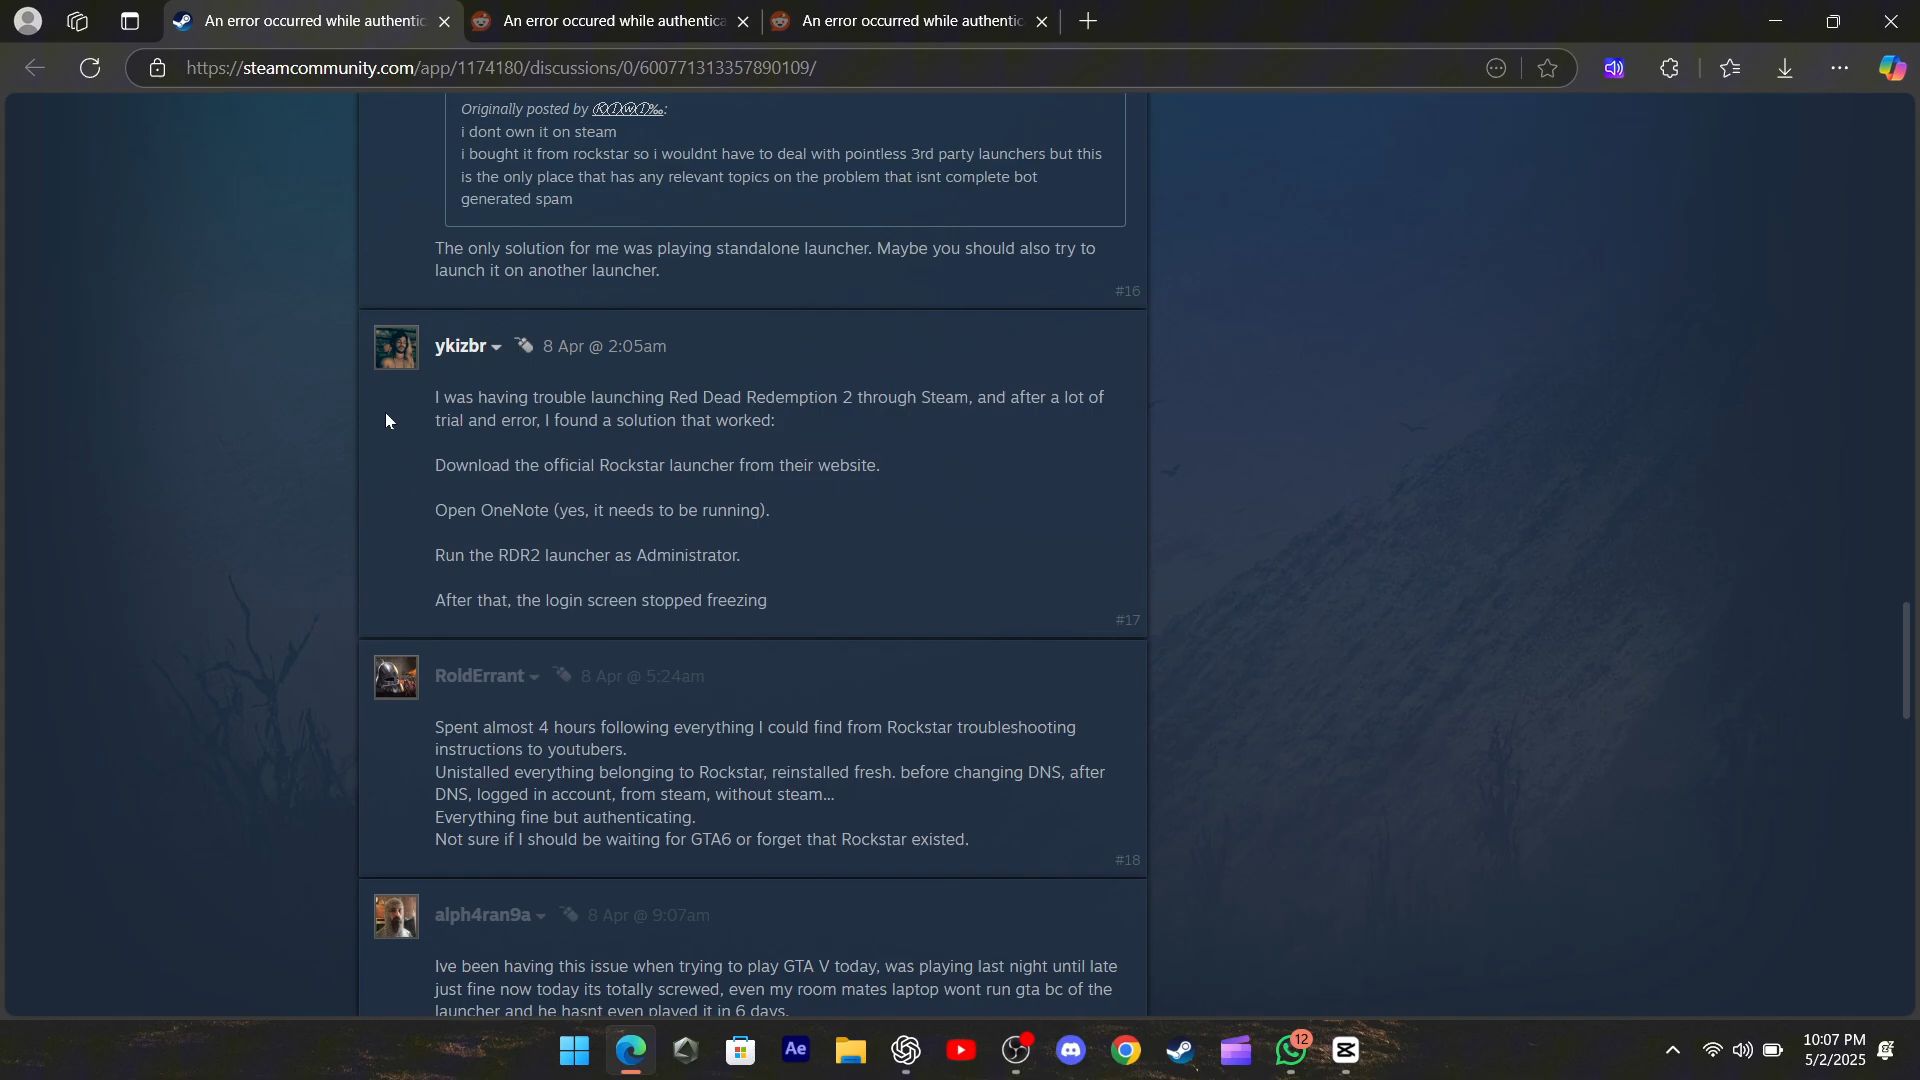 An error occurred while authentic
An error occured while authentica
An error occurred while authentic
https://steamcommunity.com/app/1174180/discussions/0/600771313357890109/
Originally posted by ⓀⒾⓌⒾ‰:
i dont own it on steam
i bought it from rockstar so i wouldnt have to deal with pointless 3rd party launchers but this
is the only place that has any relevant topics on the problem that isnt complete bot
generated spam
The only solution for me was playing standalone launcher. Maybe you should also try to
launch it on another launcher.
#16
ykizbr 8 Apr @ 2:05am
I was having trouble launching Red Dead Redemption 2 through Steam, and after a lot of
trial and error, I found a solution that worked:
Download the official Rockstar launcher from their website.
Open OneNote (yes, it needs to be running).
Run the RDR2 launcher as Administrator.
After that, the login screen stopped freezing
#17
RoldErrant 8 Apr @ 5:24am
Spent almost 4 hours following everything I could find from Rockstar troubleshooting
instructions to youtubers.
Unistalled everything belonging to Rockstar, reinstalled fresh. before changing DNS, after
DNS, logged in account, from steam, without steam...
Everything fine but authenticating.
Not sure if I should be waiting for GTA6 or forget that Rockstar existed.
#18
alph4ran9a 8 Apr @ 9:07am
Ive been having this issue when trying to play GTA V today, was playing last night until late
just fine now today its totally screwed, even my room mates laptop wont run gta bc of the
launcher and he hasnt even played it in 6 days.
Ae
12
10:07 PM
5/2/2025